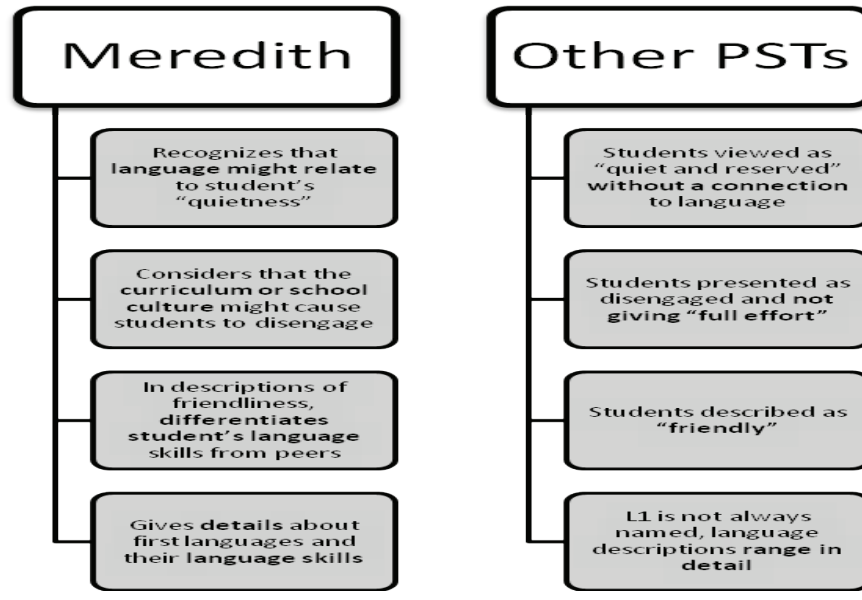 Meredith
Recognizes that
language might relate
to student's
"quietness"
Considers that the
curriculum or school
culture might cause
students to disengage
In descriptions of
friendliness,
differentiates
student's language
skills from peers
Gives details about
first languages and
their language skills
Other PSTs
Students viewed as
"quiet and reserved"
without a connection
to language
Students presented as
disengaged and not
giving "full effort"
Students described as
"friendly"
L1 is not always
named, language
descriptions range in
detail